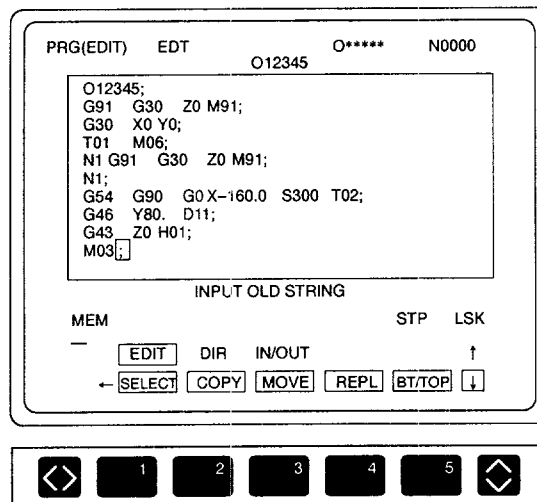 PRG(EDIT) EDT O***** N0000
O12345
O12345;
G91 G30 Z0 M91;
G30 X0 Y0;
T01 M06;
N1 G91 G30 Z0 M91;
N1;
G54 G90 G0 X–160.0 S300 T02;
G46 Y80. D11;
G43 Z0 H01;
M03;
INPUT OLD STRING
MEM STP LSK
EDIT DIR IN/OUT ↑
← SELECT COPY MOVE REPL BT/TOP ↓
1 2 3 4 5